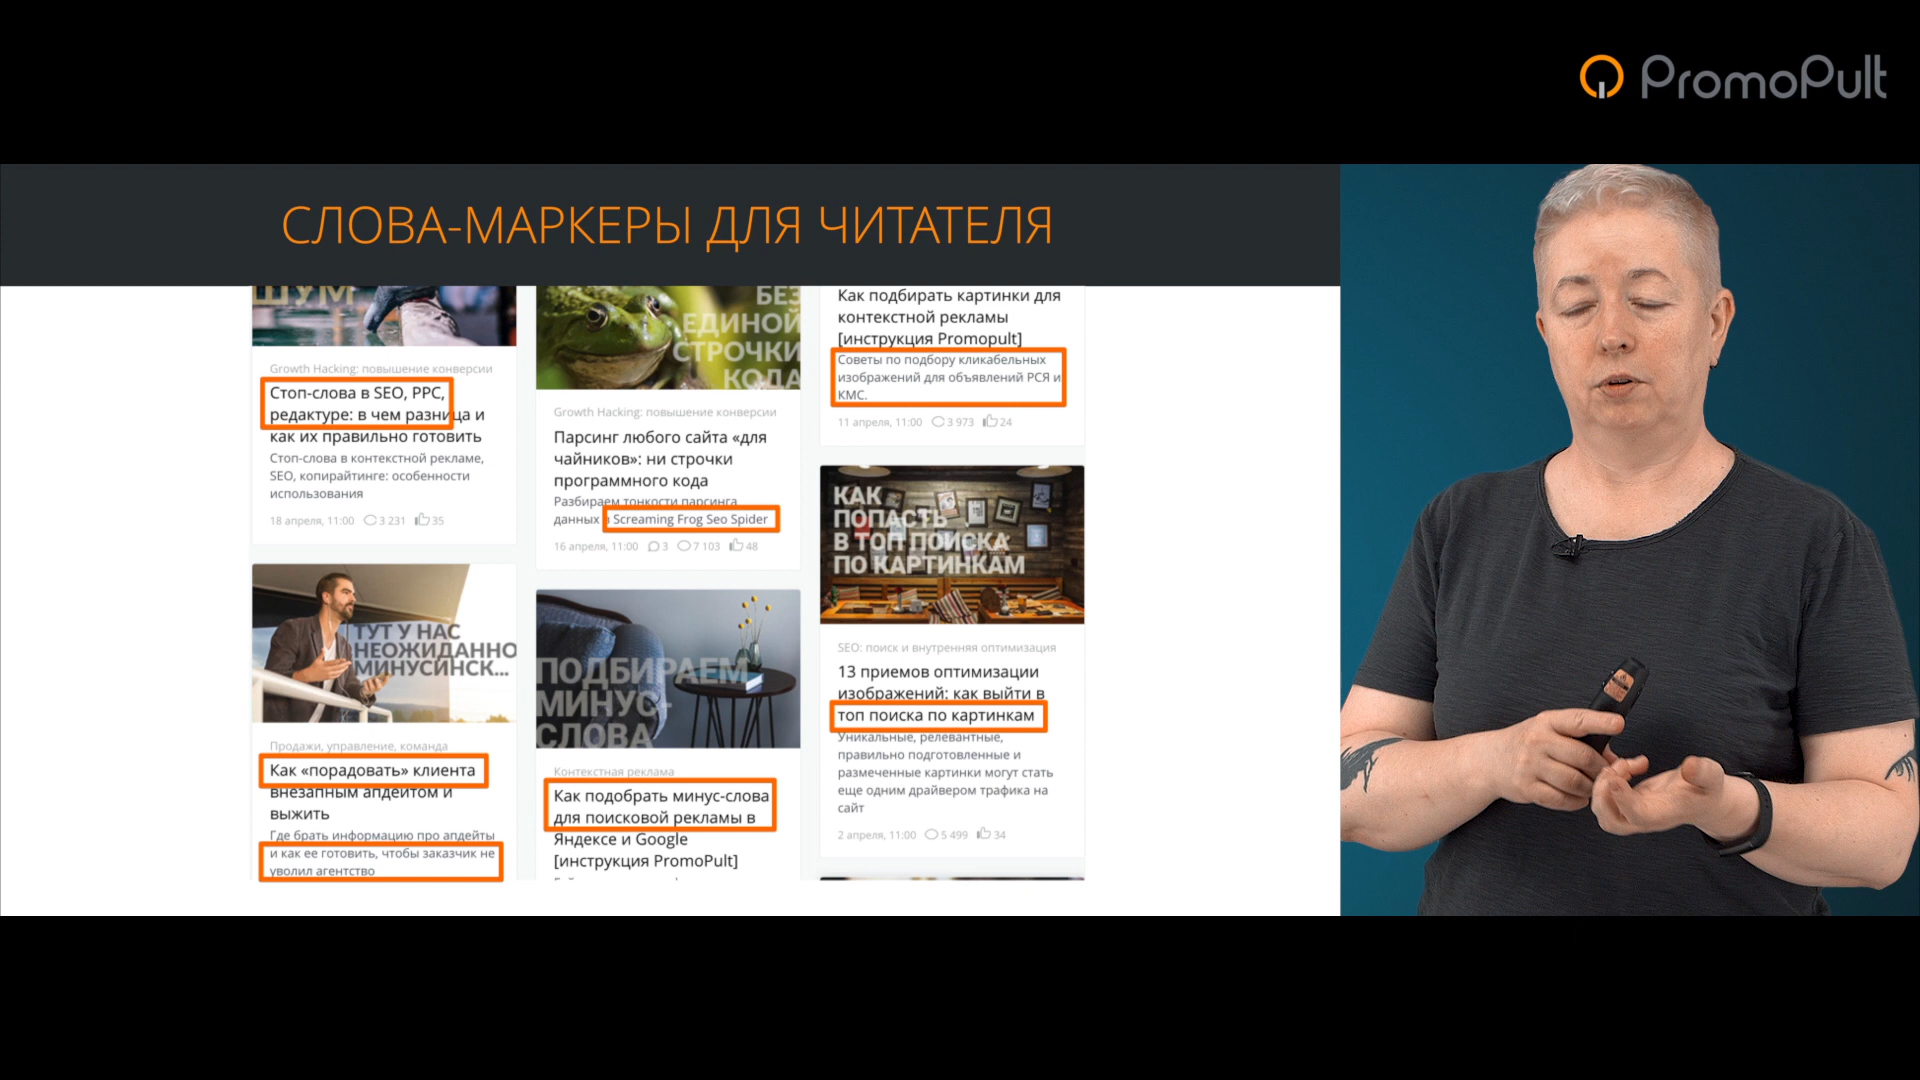 PromoPult
СЛОВА-МАРКЕРЫ ДЛЯ ЧИТАТЕЛЯ
ШУМ
Growth Hacking: повышение конверсии
Стоп-слова в SEO, PPC,
редактуре: в чем разница и
как их правильно готовить
Стоп-слова в контекстной рекламе,
SEO, копирайтинге: особенности
использования
18 апреля, 11:00 3 231 35
ТУТ У НАС
НЕОЖИДАННО
МИНУСИНСК...
Продажи, управление, команда
Как «порадовать» клиента
внезапным апдейтом и
выжить
Где брать информацию про апдейты
и как ее готовить, чтобы заказчик не
уволил агентство
БЕЗ
ЕДИНОЙ
СТРОЧКИ
КОДА
Growth Hacking: повышение конверсии
Парсинг любого сайта «для
чайников»: ни строчки
программного кода
Разбираем тонкости парсинга
данных Screaming Frog Seo Spider
16 апреля, 11:00 3 7 103 48
ПОДБИРАЕМ
МИНУС-
СЛОВА
Контекстная реклама
Как подобрать минус-слова
для поисковой рекламы в
Яндексе и Google
[инструкция PromoPult]
Как подбирать картинки для
контекстной рекламы
[инструкция Promopult]
Советы по подбору кликабельных
изображений для объявлений РСЯ и
КМС.
11 апреля, 11:00 3 973 24
КАК
ПОПАСТЬ
В ТОП ПОИСКА
ПО КАРТИНКАМ
SEO: поиск и внутренняя оптимизация
13 приемов оптимизации
изображений: как выйти в
топ поиска по картинкам
Уникальные, релевантные,
правильно подготовленные и
размеченные картинки могут стать
еще одним драйвером трафика на
сайт
2 апреля, 11:00 5 499 34